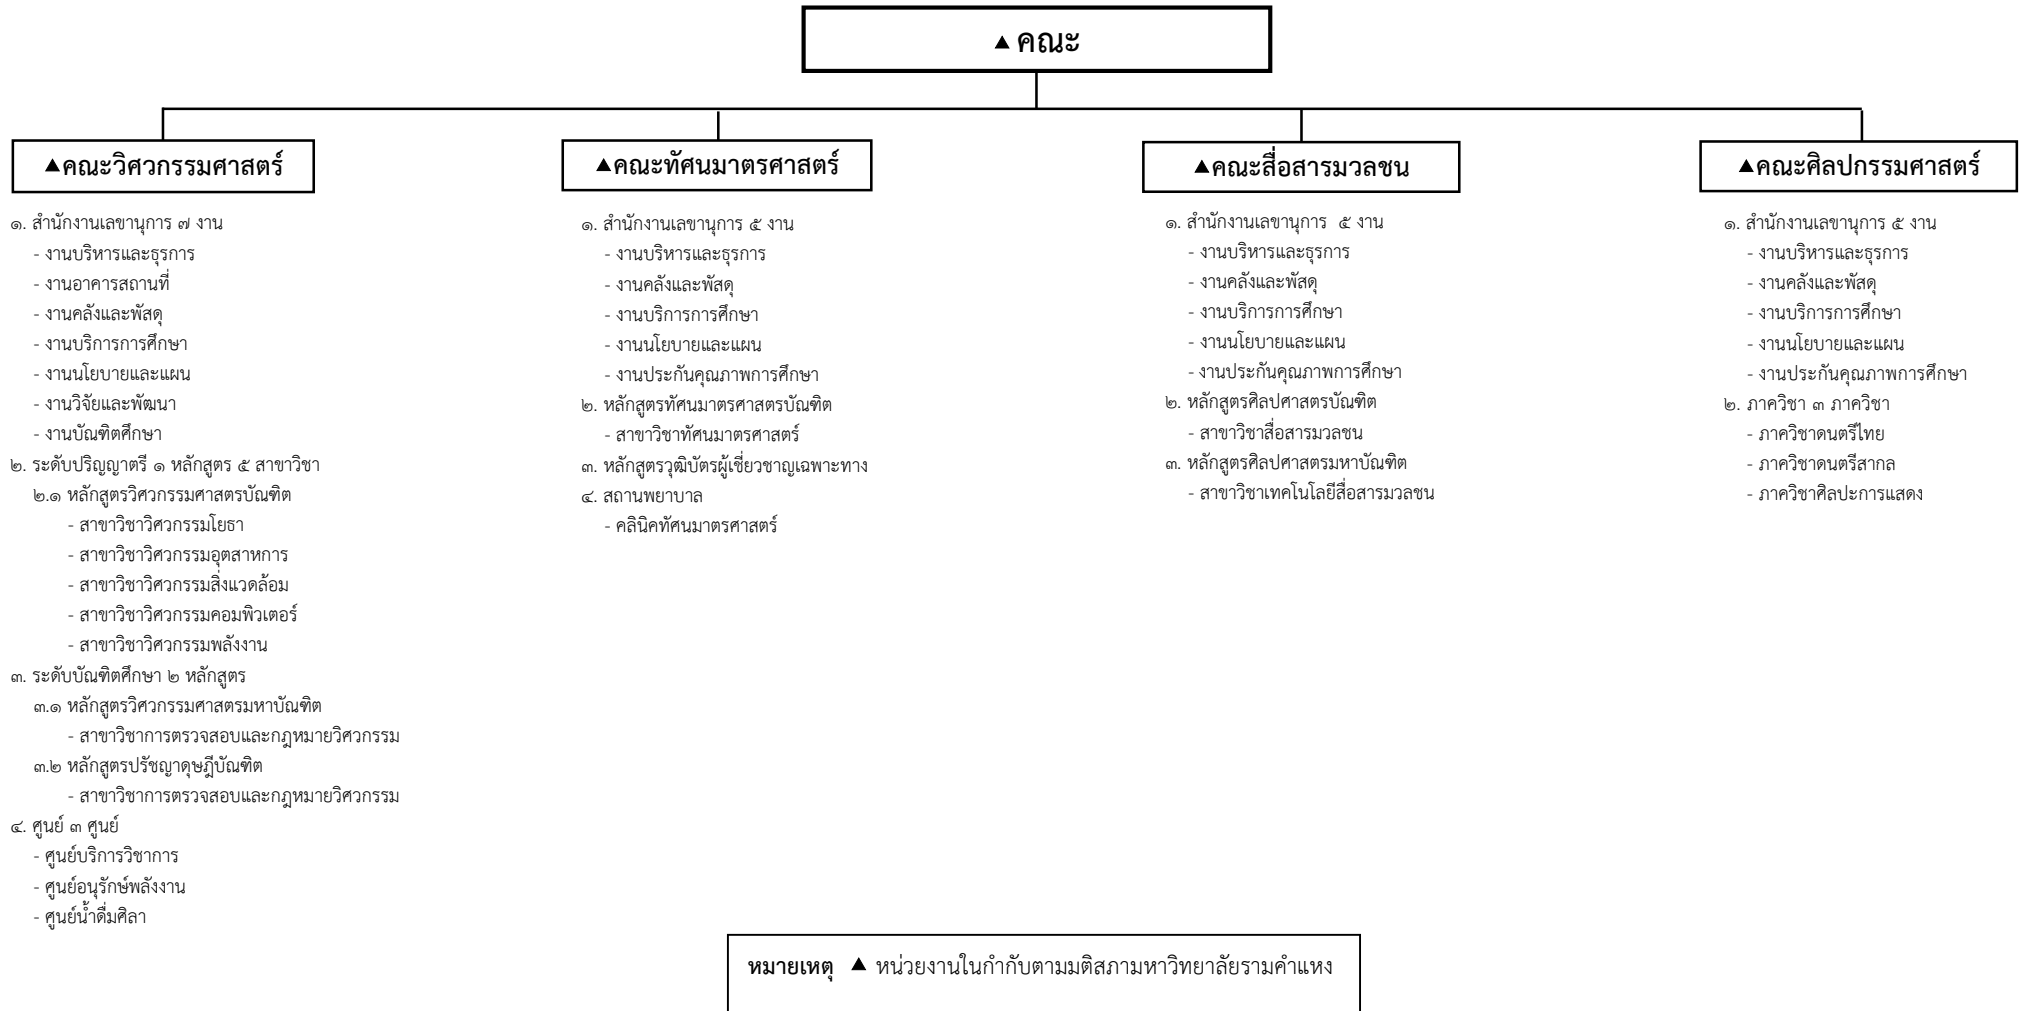 ▲ คณะ
▲คณะวิศวกรรมศาสตร์
๑. สำนักงานเลขานุการ ๗ งาน
- งานบริหารและธุรการ
- งานอาคารสถานที่
- งานคลังและพัสดุ
- งานบริการการศึกษา
- งานนโยบายและแผน
- งานวิจัยและพัฒนา
- งานบัณฑิตศึกษา
๒. ระดับปริญญาตรี ๑ หลักสูตร ๕ สาขาวิชา
๒.๑ หลักสูตรวิศวกรรมศาสตรบัณฑิต
- สาขาวิชาวิศวกรรมโยธา
- สาขาวิชาวิศวกรรมอุตสาหการ
- สาขาวิชาวิศวกรรมสิ่งแวดล้อม
- สาขาวิชาวิศวกรรมคอมพิวเตอร์
- สาขาวิชาวิศวกรรมพลังงาน
๓. ระดับบัณฑิตศึกษา ๒ หลักสูตร
๓.๑ หลักสูตรวิศวกรรมศาสตรมหาบัณฑิต
- สาขาวิชาการตรวจสอบและกฎหมายวิศวกรรม
๓.๒ หลักสูตรปรัชญาดุษฎีบัณฑิต
- สาขาวิชาการตรวจสอบและกฎหมายวิศวกรรม
๔. ศูนย์ ๓ ศูนย์
- ศูนย์บริการวิชาการ
- ศูนย์อนุรักษ์พลังงาน
- ศูนย์น้ำดื่มศิลา
▲คณะทัศนมาตรศาสตร์
๑. สำนักงานเลขานุการ ๕ งาน
- งานบริหารและธุรการ
- งานคลังและพัสดุ
- งานบริการการศึกษา
- งานนโยบายและแผน
- งานประกันคุณภาพการศึกษา
๒. หลักสูตรทัศนมาตรศาสตรบัณฑิต
- สาขาวิชาทัศนมาตรศาสตร์
๓. หลักสูตรวุฒิบัตรผู้เชี่ยวชาญเฉพาะทาง
๔. สถานพยาบาล
- คลินิคทัศนมาตรศาสตร์
▲คณะสื่อสารมวลชน
๑. สำนักงานเลขานุการ ๕ งาน
- งานบริหารและธุรการ
- งานคลังและพัสดุ
- งานบริการการศึกษา
- งานนโยบายและแผน
- งานประกันคุณภาพการศึกษา
๒. หลักสูตรศิลปศาสตรบัณฑิต
- สาขาวิชาสื่อสารมวลชน
๓. หลักสูตรศิลปศาสตรมหาบัณฑิต
- สาขาวิชาเทคโนโลยีสื่อสารมวลชน
▲คณะศิลปกรรมศาสตร์
๑. สำนักงานเลขานุการ ๕ งาน
- งานบริหารและธุรการ
- งานคลังและพัสดุ
- งานบริการการศึกษา
- งานนโยบายและแผน
- งานประกันคุณภาพการศึกษา
๒. ภาควิชา ๓ ภาควิชา
- ภาควิชาดนตรีไทย
- ภาควิชาดนตรีสากล
- ภาควิชาศิลปะการแสดง
หมายเหตุ ▲ หน่วยงานในกำกับตามมติสภามหาวิทยาลัยรามคำแหง